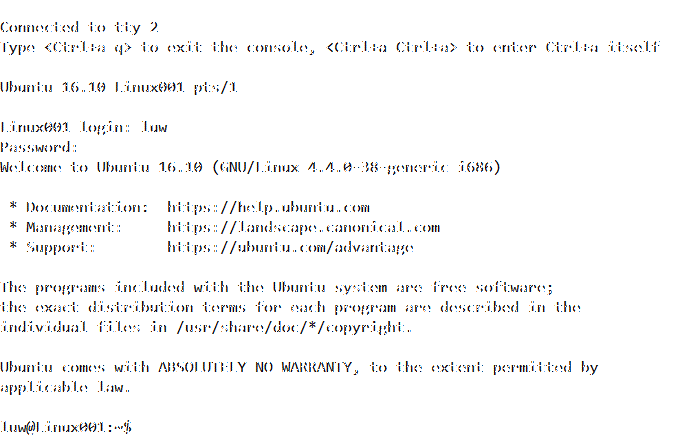 Connected to tty 2
Type <Ctrl+a q> to exit the console, <Ctrl+a Ctrl+a> to enter Ctrl+a itself
Ubuntu 16.10 Linux001 pts/1
Linux001 login: luw
Password:
Welcome to Ubuntu 16.10 (GNU/Linux 4.4.0-38-generic i686)
* Documentation: https://help.ubuntu.com
* Management: https://landscape.canonical.com
* Support: https://ubuntu.com/advantage
The programs included with the Ubuntu system are free software;
the exact distribution terms for each program are described in the
individual files in /usr/share/doc/*/copyright.
Ubuntu comes with ABSOLUTELY NO WARRANTY, to the extent permitted by
applicable law.
luw@Linux001:~$